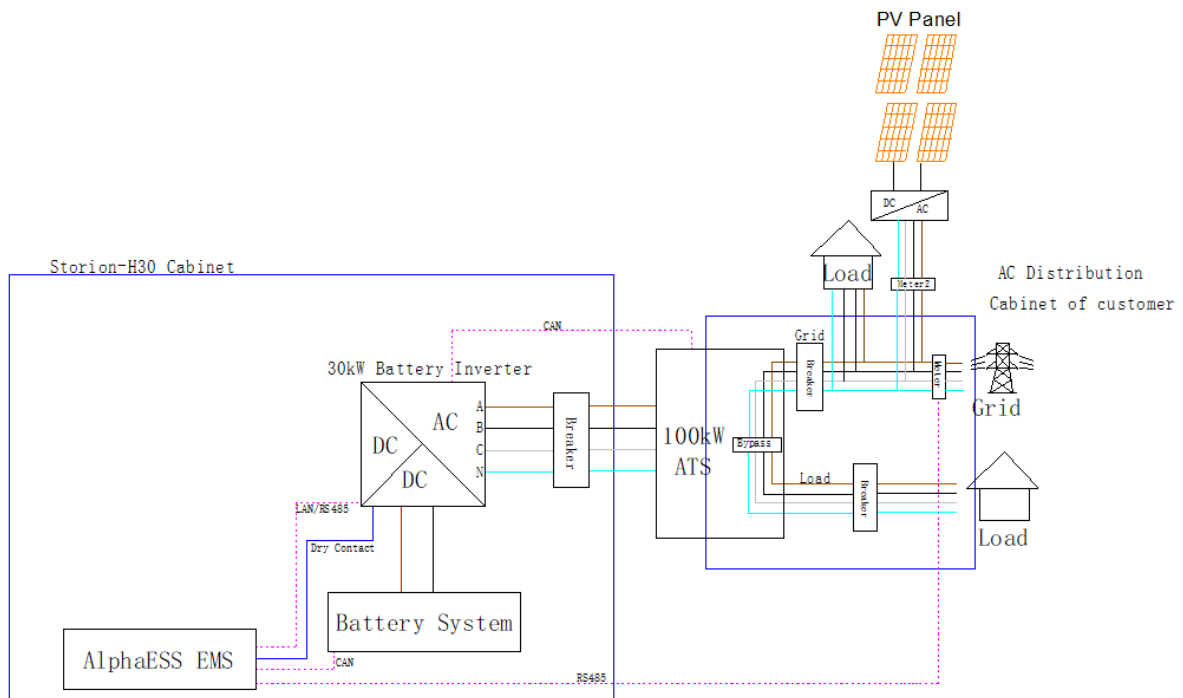 PV Panel
DC
AC
Load
Meter2
AC Distribution
Cabinet of customer
Storion-H30 Cabinet
CAN
Grid
30kW Battery Inverter
Breaker
Meter
Grid
A
AC
B
DC
C
DC
N
Breaker
100kW
ATS
Bypass
Load
Breaker
Load
LAN/RS485
Dry Contact
Battery System
AlphaESS EMS
CAN
RS485